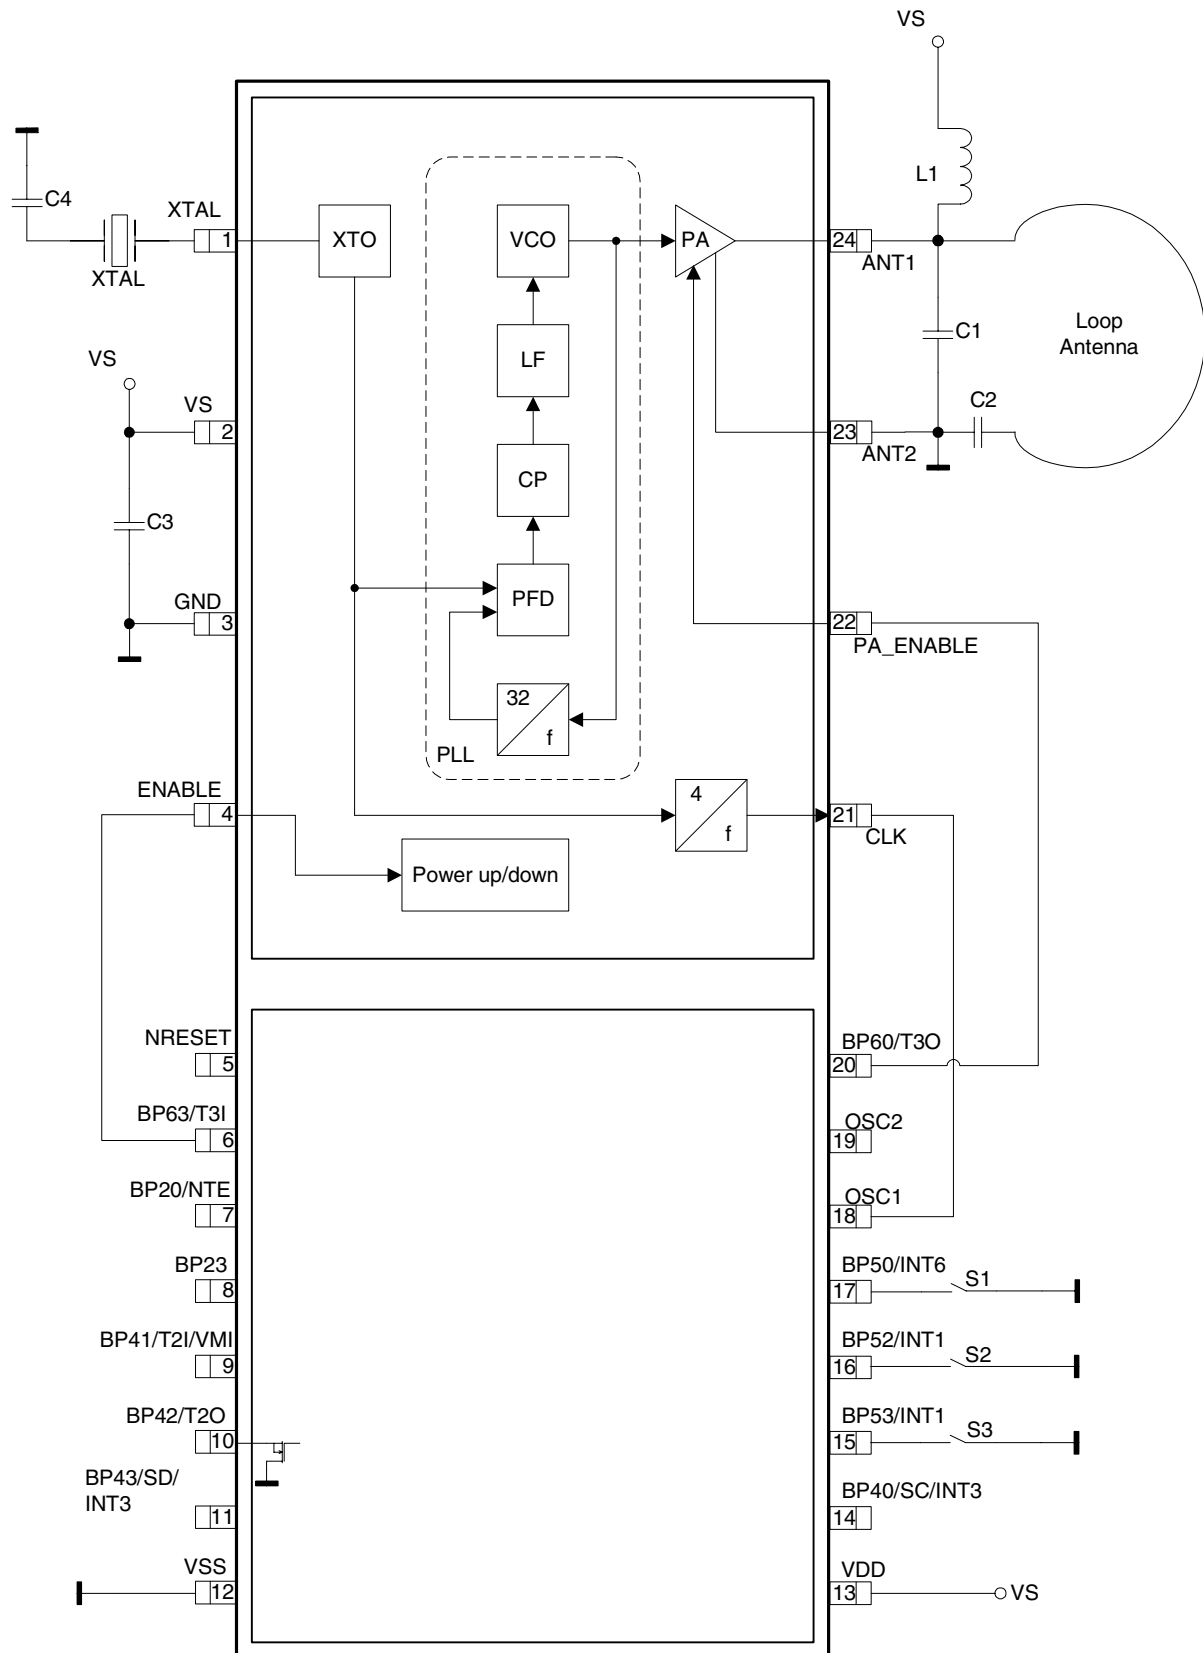 VS
L1
C4
XTAL
1
XTAL
XTO
VCO
PA
24
ANT1
C1
Loop
Antenna
C2
LF
VS
VS
2
23
ANT2
CP
C3
GND
3
PFD
22
PA_ENABLE
32
f
PLL
ENABLE
4
4
f
21
CLK
Power up/down
NRESET
5
BP60/T3O
20
BP63/T3I
6
OSC2
19
BP20/NTE
7
OSC1
18
BP23
8
BP50/INT6
17
S1
BP41/T2I/VMI
9
BP52/INT1
16
S2
BP42/T2O
10
BP53/INT1
15
S3
BP43/SD/
INT3
11
BP40/SC/INT3
14
VSS
12
VDD
13
VS